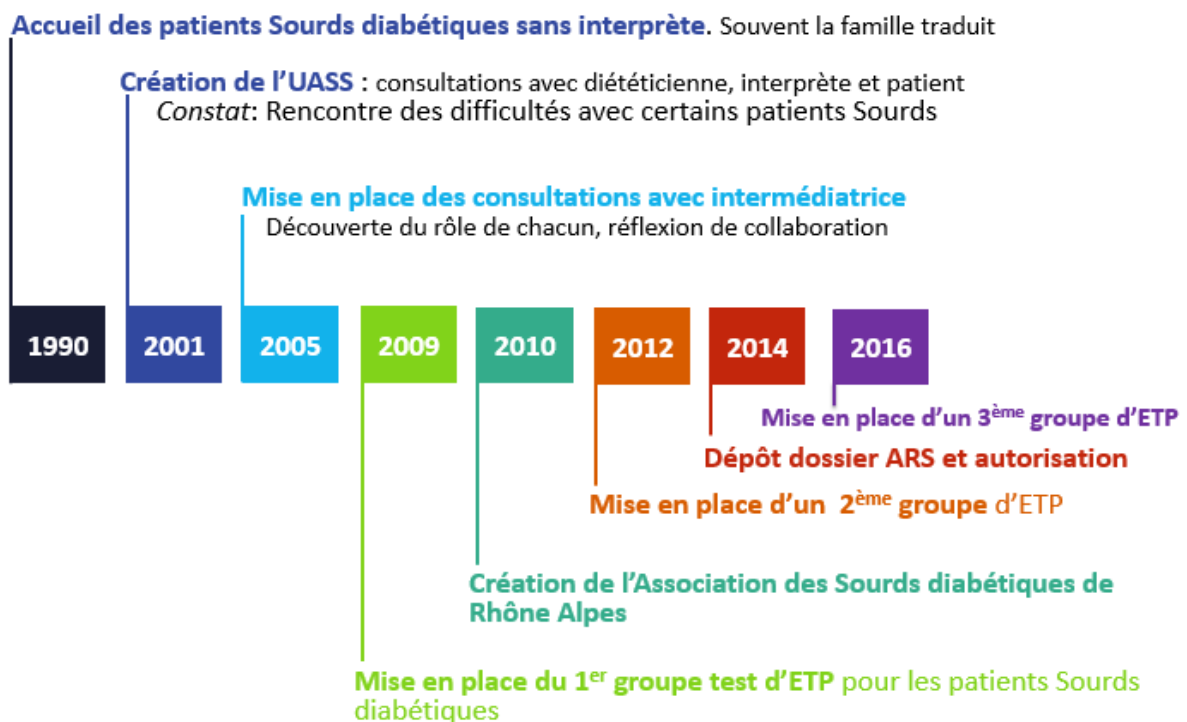 Accueil des patients Sourds diabétiques sans interprète. Souvent la famille traduit
Création de l'UASS : consultations avec diététicienne, interprète et patient
Constat: Rencontre des difficultés avec certains patients Sourds
Mise en place des consultations avec intermédiatrice
Découverte du rôle de chacun, réflexion de collaboration
1990 2001 2005 2009 2010 2012 2014 2016
Mise en place d'un 3ème groupe d'ETP
Dépôt dossier ARS et autorisation
Mise en place d'un 2ème groupe d'ETP
Création de l'Association des Sourds diabétiques de
Rhône Alpes
Mise en place du 1er groupe test d'ETP pour les patients Sourds
diabétiques